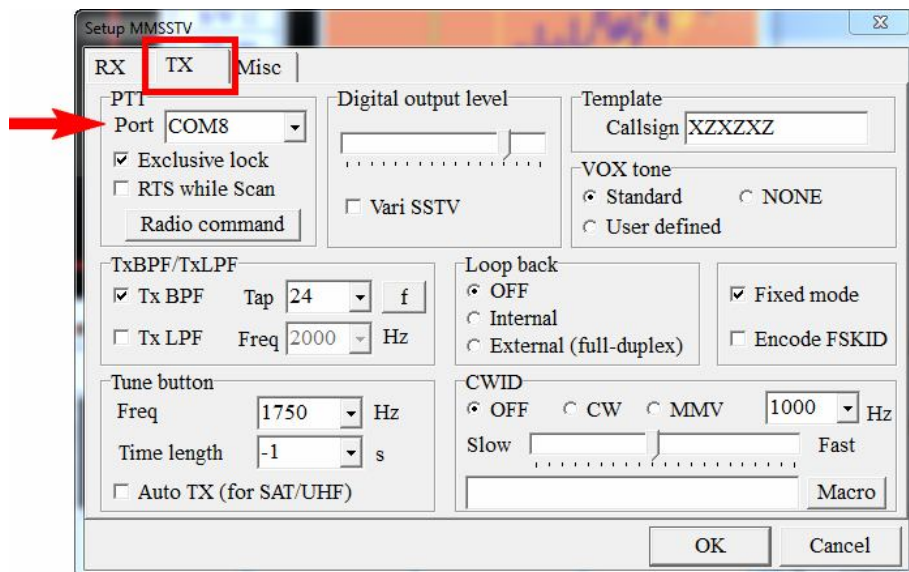 Setup MMSSTV
RX TX Misc
PTT
Port COM8
Exclusive lock
RTS while Scan
Radio command
Digital output level
Vari SSTV
Template
Callsign XZXZXZ
VOX tone
Standard NONE
User defined
TxBPF/TxLPF
Tx BPF Tap 24 f
Tx LPF Freq 2000 Hz
Loop back
OFF
Internal
External (full-duplex)
Fixed mode
Encode FSKID
Tune button
Freq 1750 Hz
Time length -1 s
Auto TX (for SAT/UHF)
CWID
OFF CW MMV 1000 Hz
Slow Fast
Macro
OK Cancel